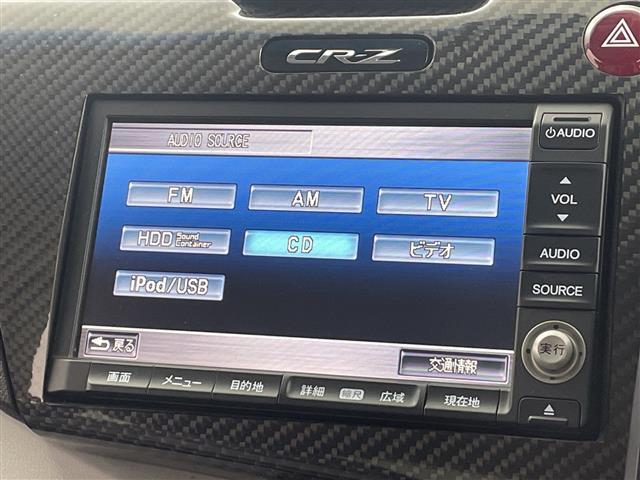 CR-Z
AUDIO SOURCE
AUDIO
FM AM TV
VOL
HDD Sound Container CD ビデオ
AUDIO
iPod/USB
SOURCE
戻る 交通情報
実行
画面 メニュー 目的地 詳細 縮尺 広域 現在地